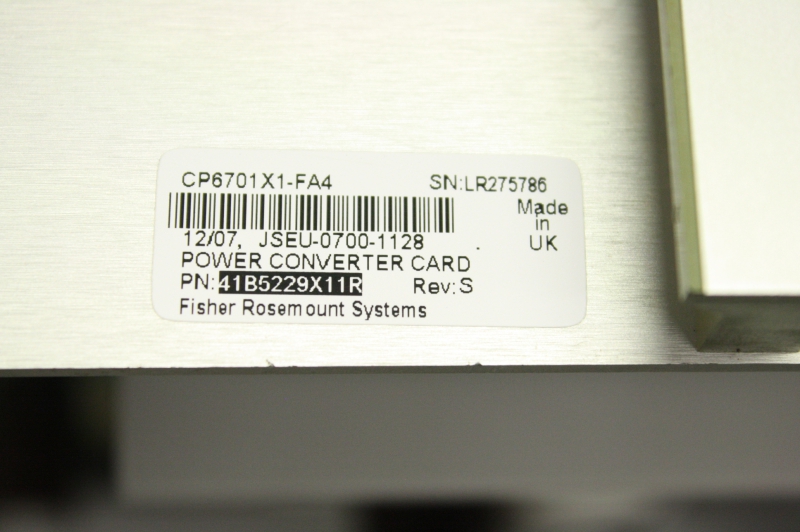 CP6701X1-FA4 SN:LR275786
Made
in
UK
12/07, JSEU-0700-1128 .
POWER CONVERTER CARD
PN:41B5229X11R Rev:S
Fisher Rosemount Systems